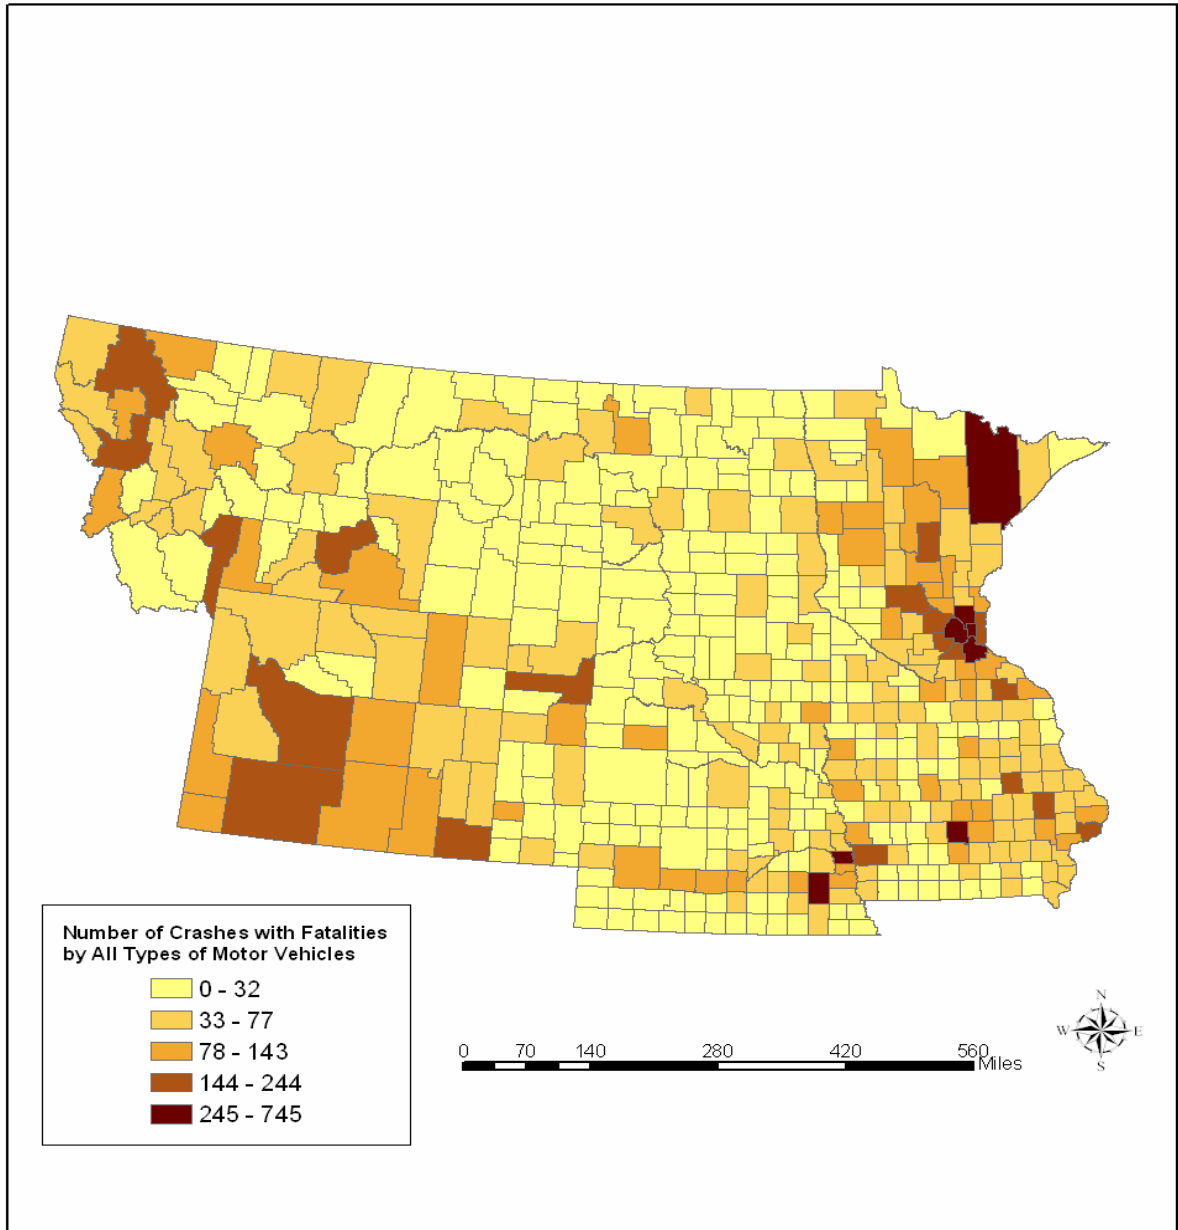 Number of Crashes with Fatalities
by All Types of Motor Vehicles
0 - 32
33 - 77
78 - 143
144 - 244
245 - 745
0 70 140 280 420 560
Miles
N
W E
S